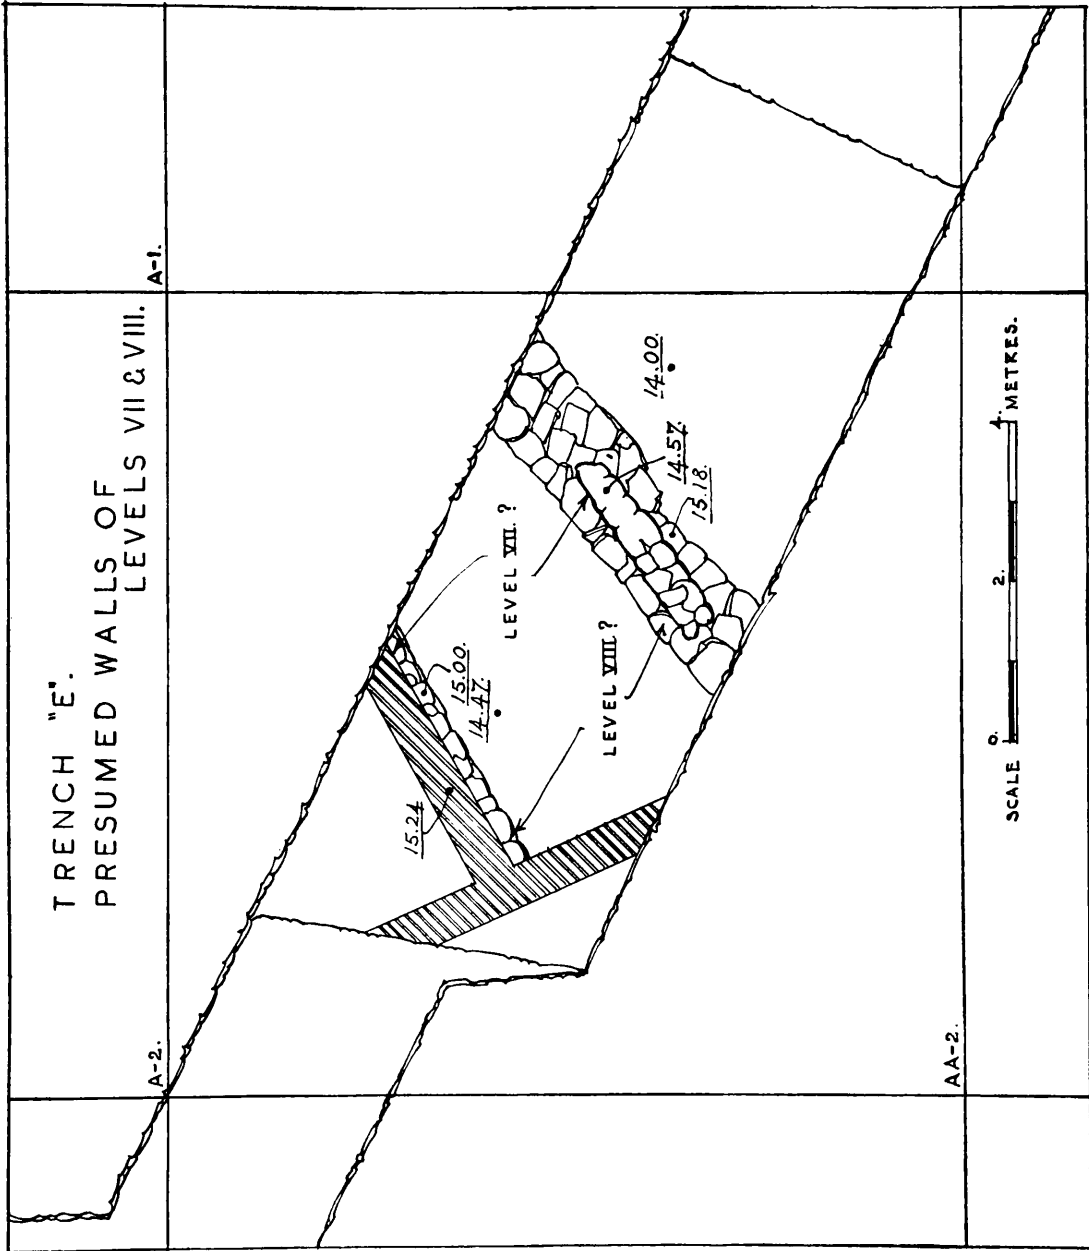 TRENCH "E".
PRESUMED WALLS OF
LEVELS VII & VIII.
A-2.
A-1.
15.24
15.00.
14.47.
LEVEL VII.?
LEVEL VIII.?
14.00.
14.57.
15.18.
AA-2.
SCALE 0. 2. 4. METRES.